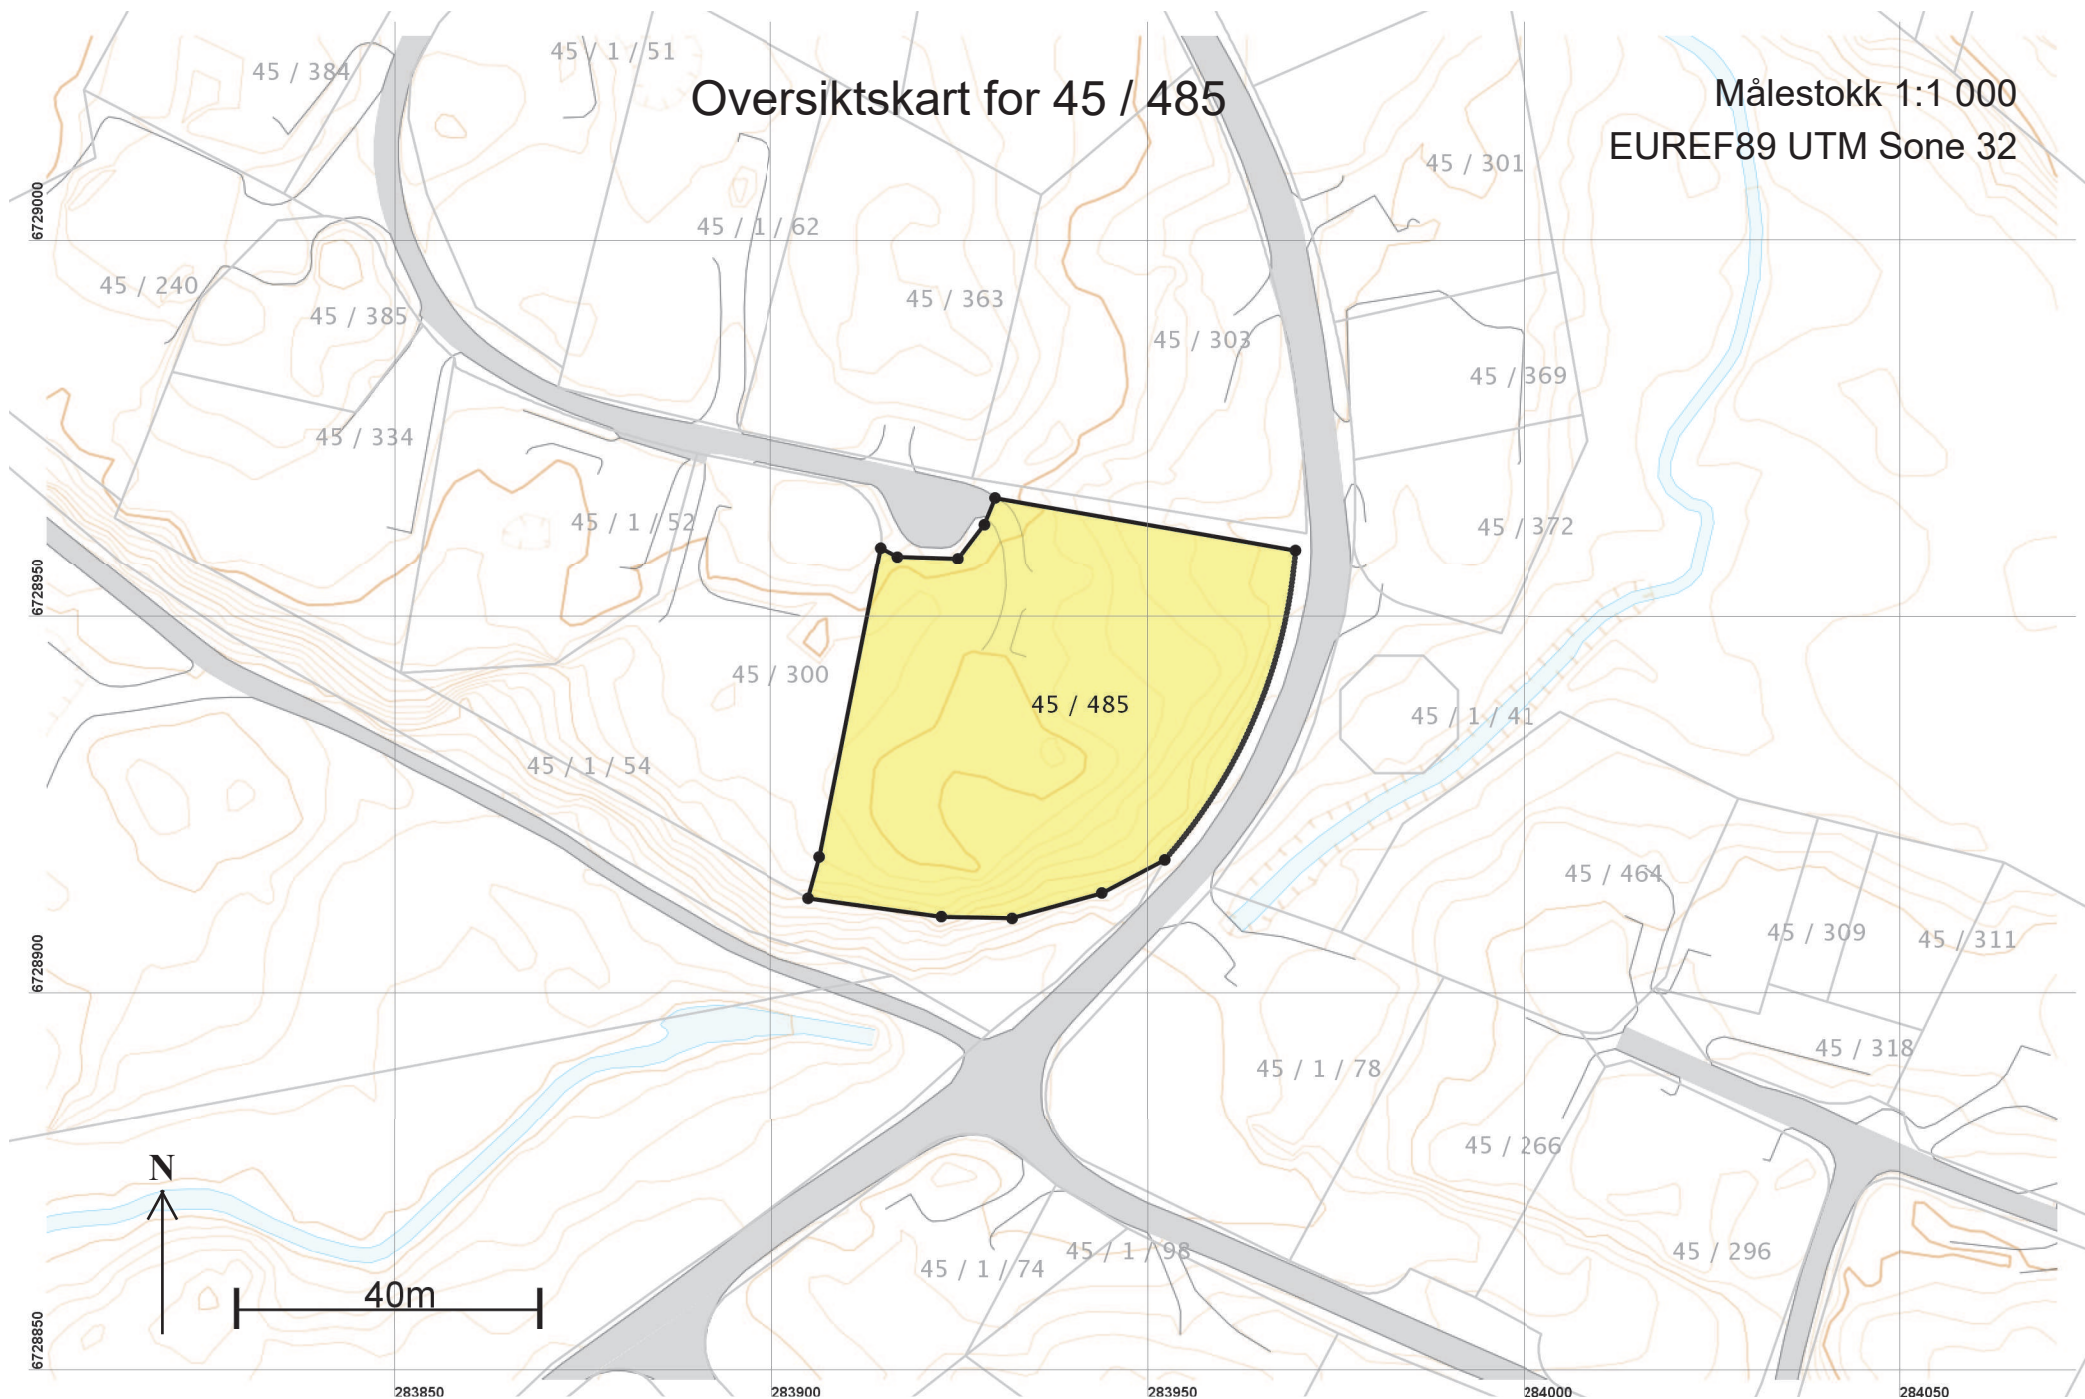 45 / 384
45 / 1 / 51
Oversiktskart for 45 / 485
Målestokk 1:1 000
EUREF89 UTM Sone 32
45 / 301
6729000
45 / 1 / 62
45 / 240
45 / 385
45 / 363
45 / 303
45 / 369
45 / 334
45 / 1 / 52
45 / 372
6728950
45 / 300
45 / 485
45 / 1 / 41
45 / 1 / 54
45 / 464
45 / 309
45 / 311
6728900
45 / 318
45 / 1 / 78
45 / 266
N
45 / 1 / 74
45 / 1 / 98
45 / 296
40m
6728850
283850
283900
283950
284000
284050